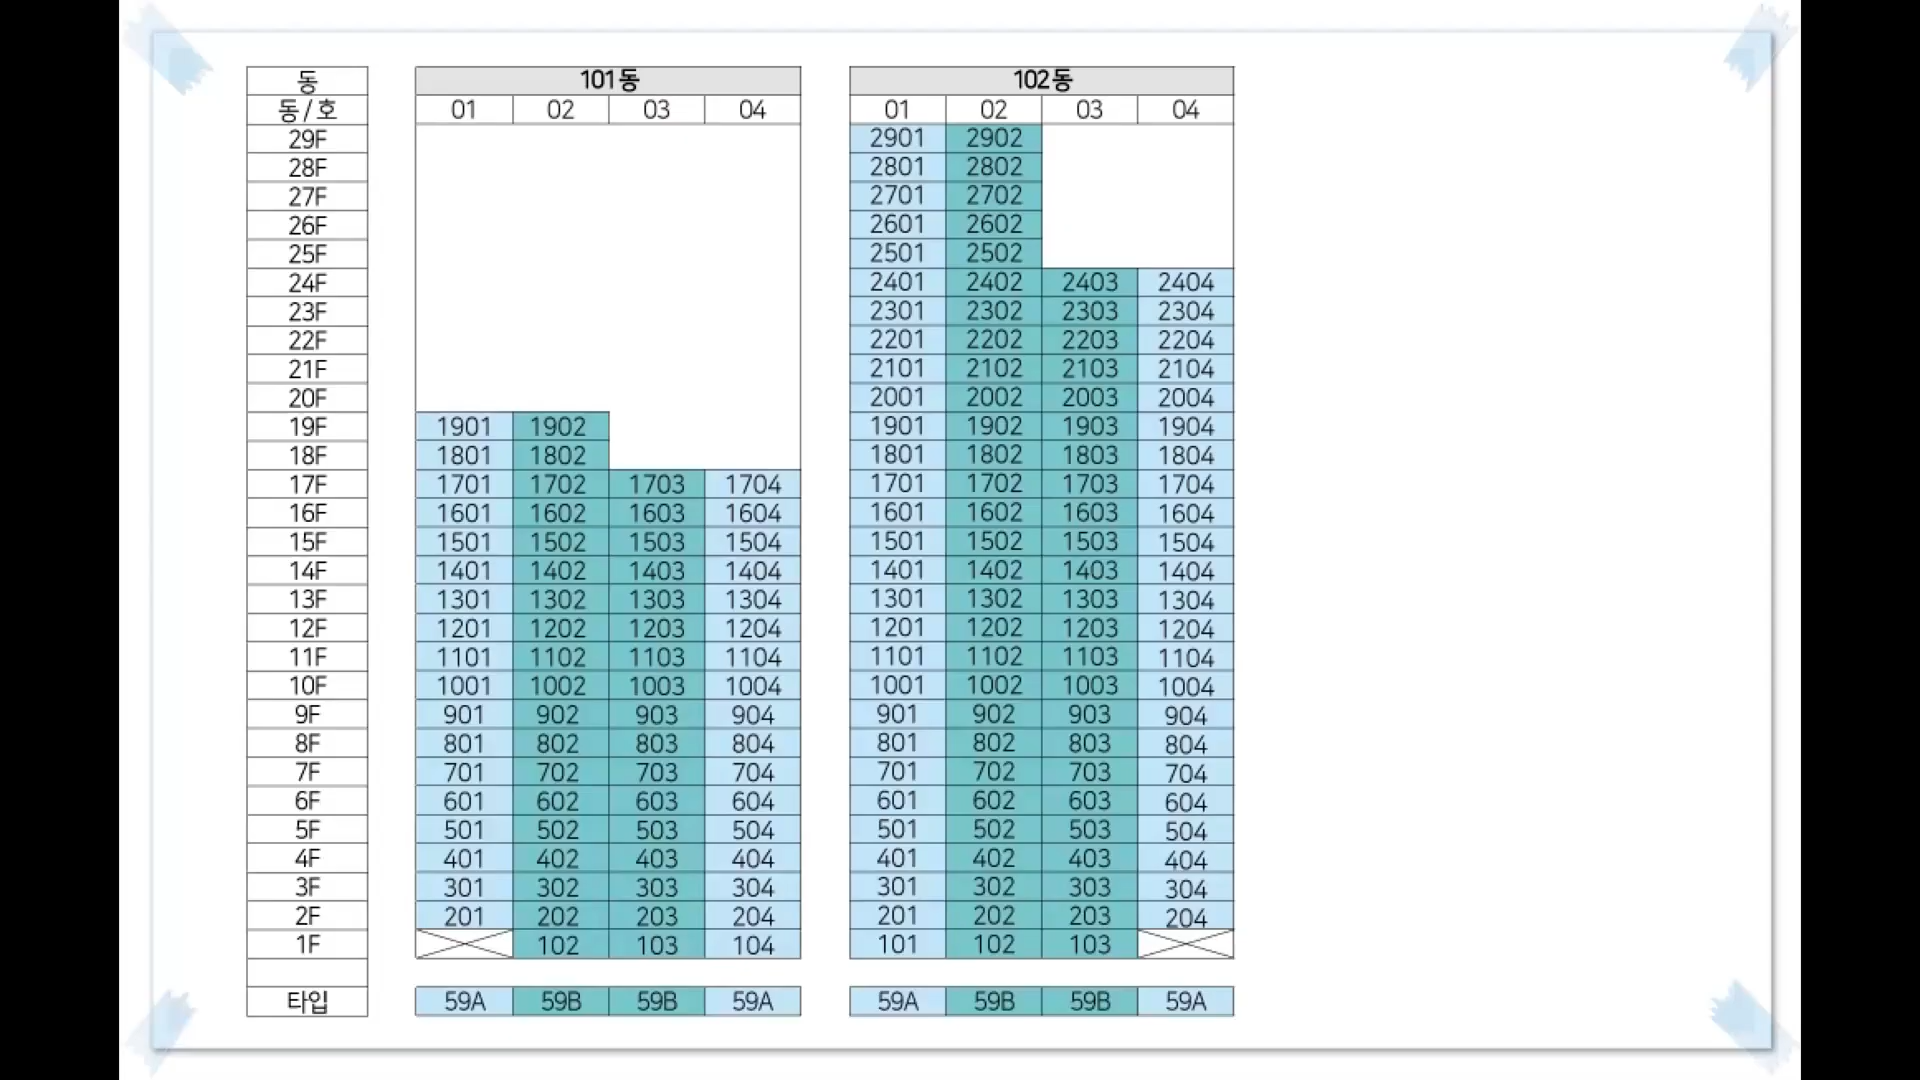 동 101동 102동
동/호 01 02 03 04 01 02 03 04
29F 2901 2902
28F 2801 2802
27F 2701 2702
26F 2601 2602
25F 2501 2502
24F 2401 2402 2403 2404
23F 2301 2302 2303 2304
22F 2201 2202 2203 2204
21F 2101 2102 2103 2104
20F 2001 2002 2003 2004
19F 1901 1902 1901 1902 1903 1904
18F 1801 1802 1801 1802 1803 1804
17F 1701 1702 1703 1704 1701 1702 1703 1704
16F 1601 1602 1603 1604 1601 1602 1603 1604
15F 1501 1502 1503 1504 1501 1502 1503 1504
14F 1401 1402 1403 1404 1401 1402 1403 1404
13F 1301 1302 1303 1304 1301 1302 1303 1304
12F 1201 1202 1203 1204 1201 1202 1203 1204
11F 1101 1102 1103 1104 1101 1102 1103 1104
10F 1001 1002 1003 1004 1001 1002 1003 1004
9F 901 902 903 904 901 902 903 904
8F 801 802 803 804 801 802 803 804
7F 701 702 703 704 701 702 703 704
6F 601 602 603 604 601 602 603 604
5F 501 502 503 504 501 502 503 504
4F 401 402 403 404 401 402 403 404
3F 301 302 303 304 301 302 303 304
2F 201 202 203 204 201 202 203 204
1F 102 103 104 101 102 103
타입 59A 59B 59B 59A 59A 59B 59B 59A